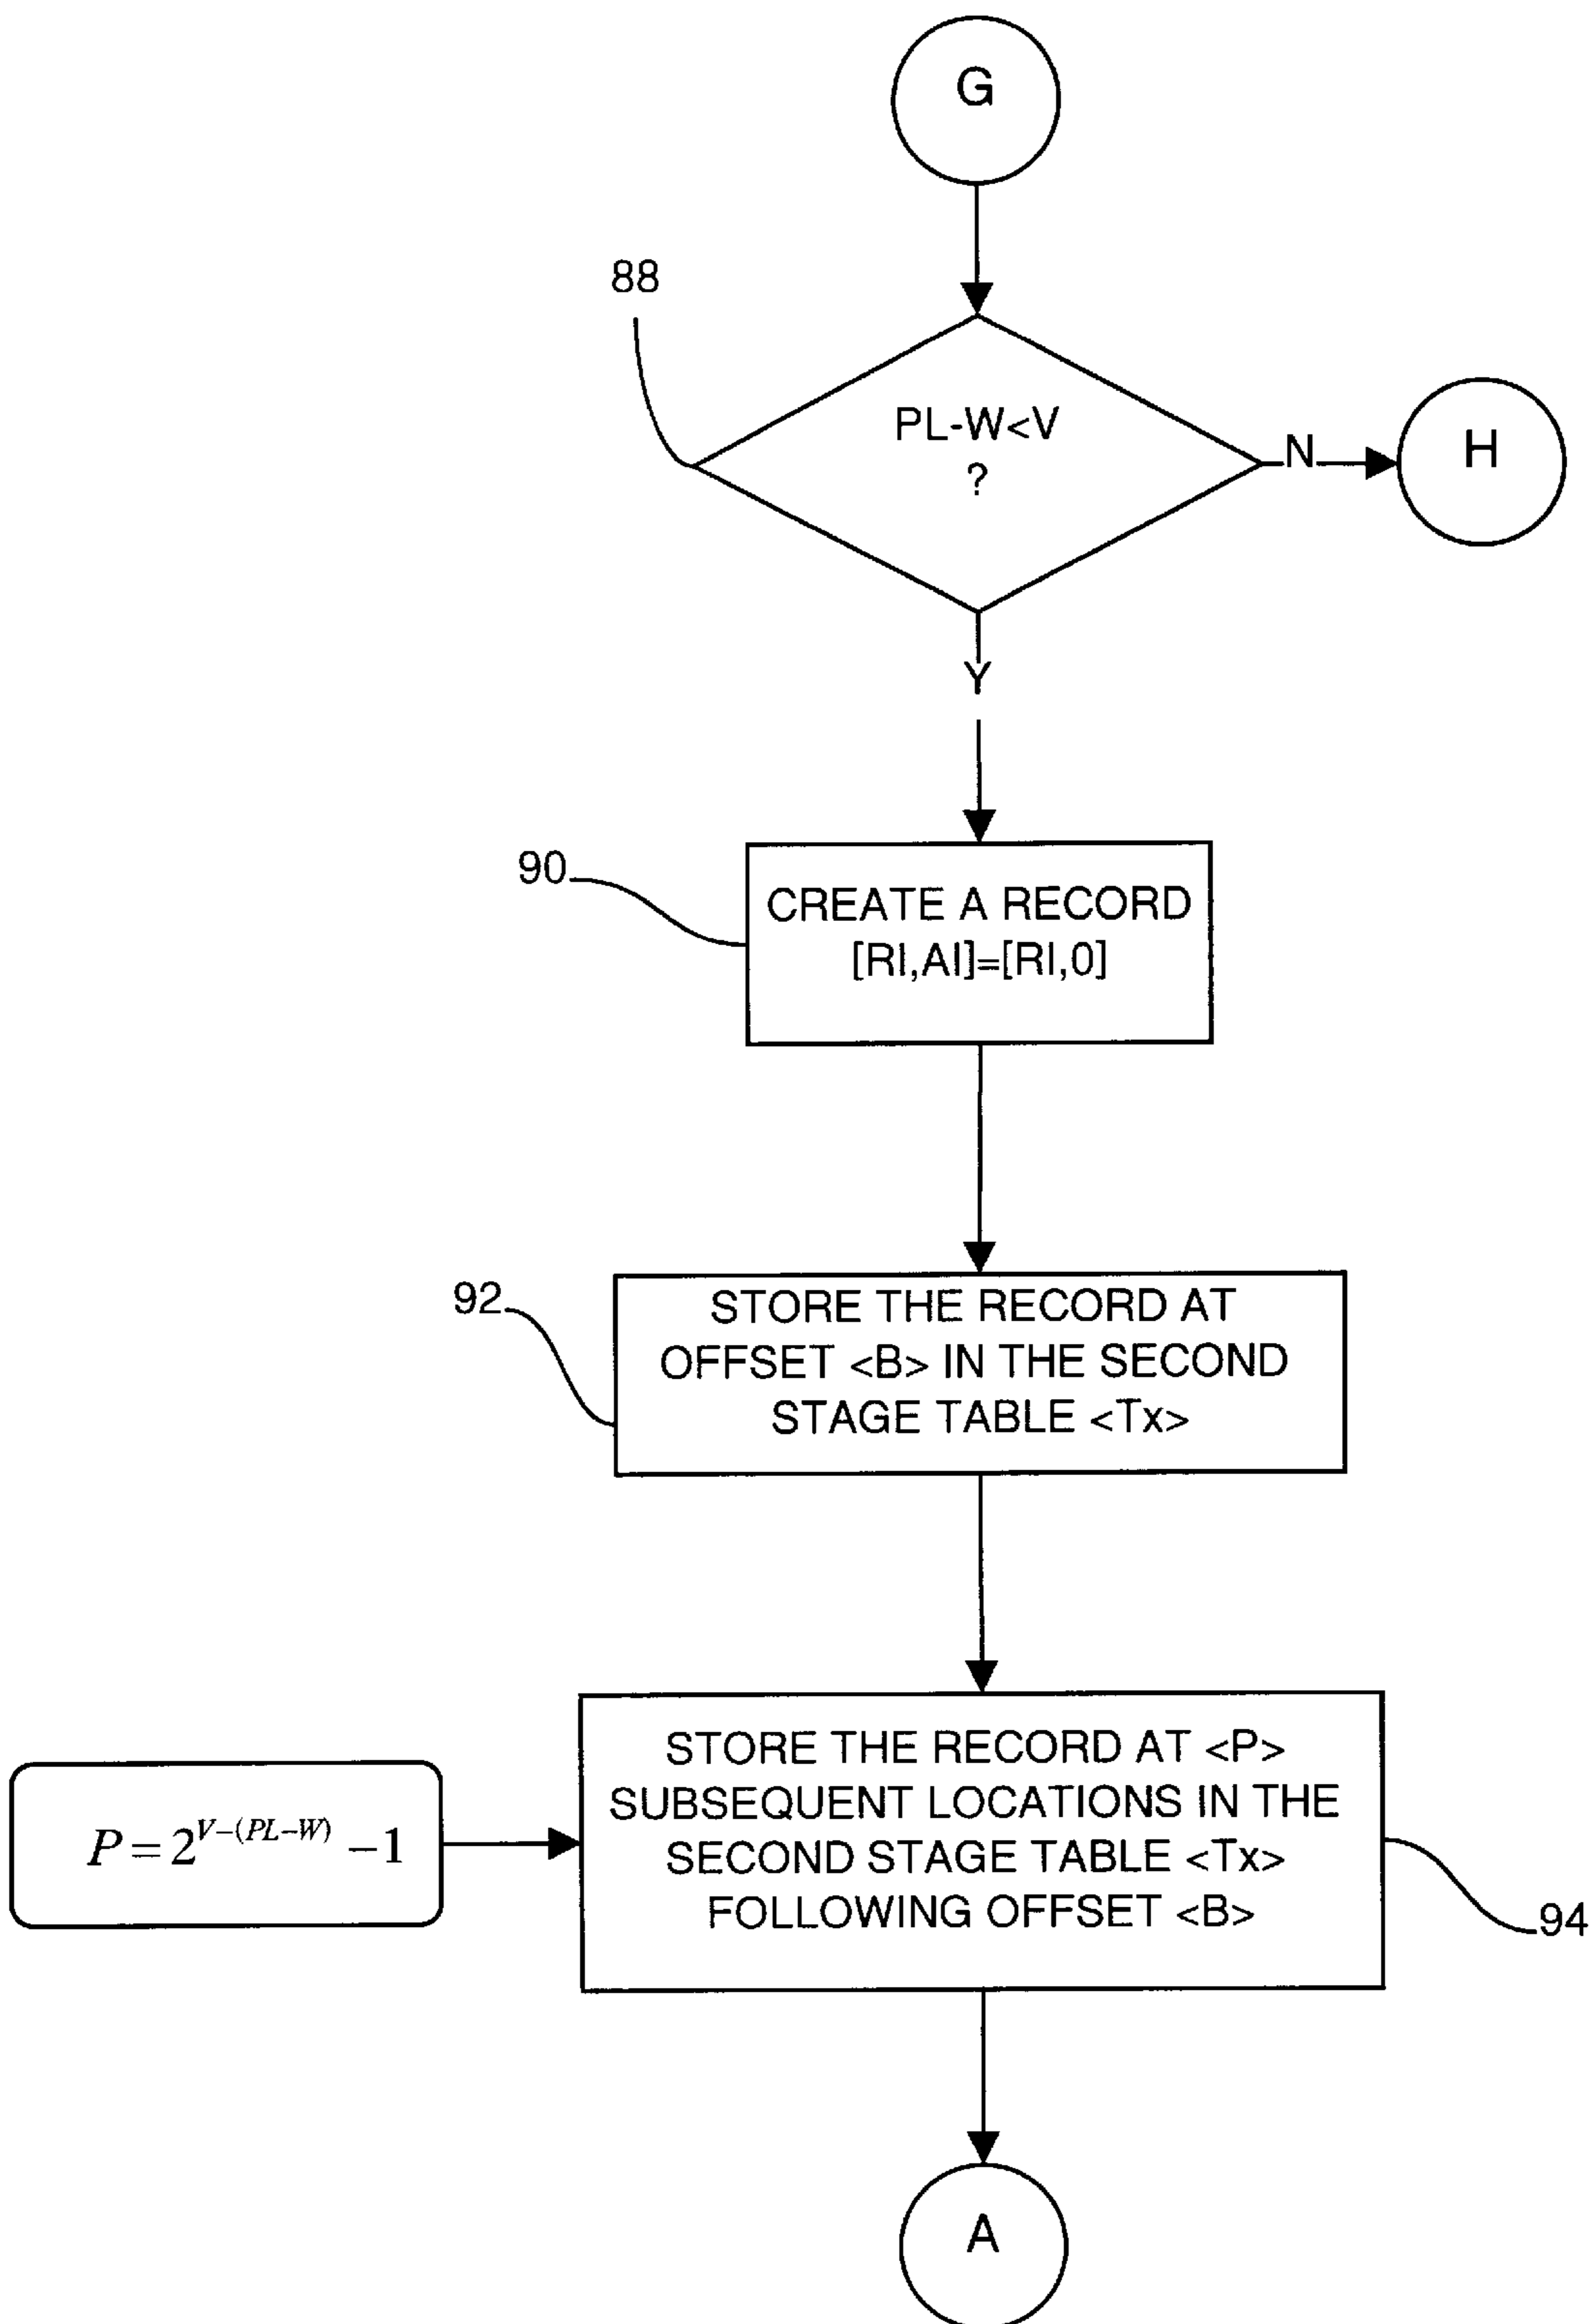 G
88
PL-W<V
?
N
H
Y
90
CREATE A RECORD
[RI,AI]=[RI,0]
92
STORE THE RECORD AT
OFFSET <B> IN THE SECOND
STAGE TABLE <Tx>
P = 2^{V-(PL-W)} - 1
STORE THE RECORD AT <P>
SUBSEQUENT LOCATIONS IN THE
SECOND STAGE TABLE <Tx>
FOLLOWING OFFSET <B>
94
A